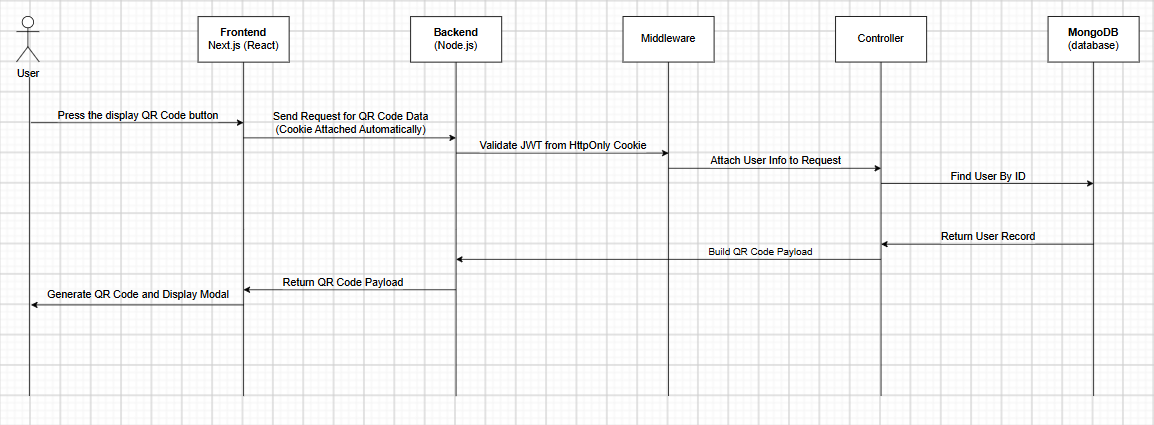 Frontend
Next.js (React)
Backend
(Node.js)
Middleware
Controller
MongoDB
(database)
User
Press the display QR Code button
Send Request for QR Code Data
(Cookie Attached Automatically)
Validate JWT from HttpOnly Cookie
Attach User Info to Request
Find User By ID
Return User Record
Build QR Code Payload
Return QR Code Payload
Generate QR Code and Display Modal